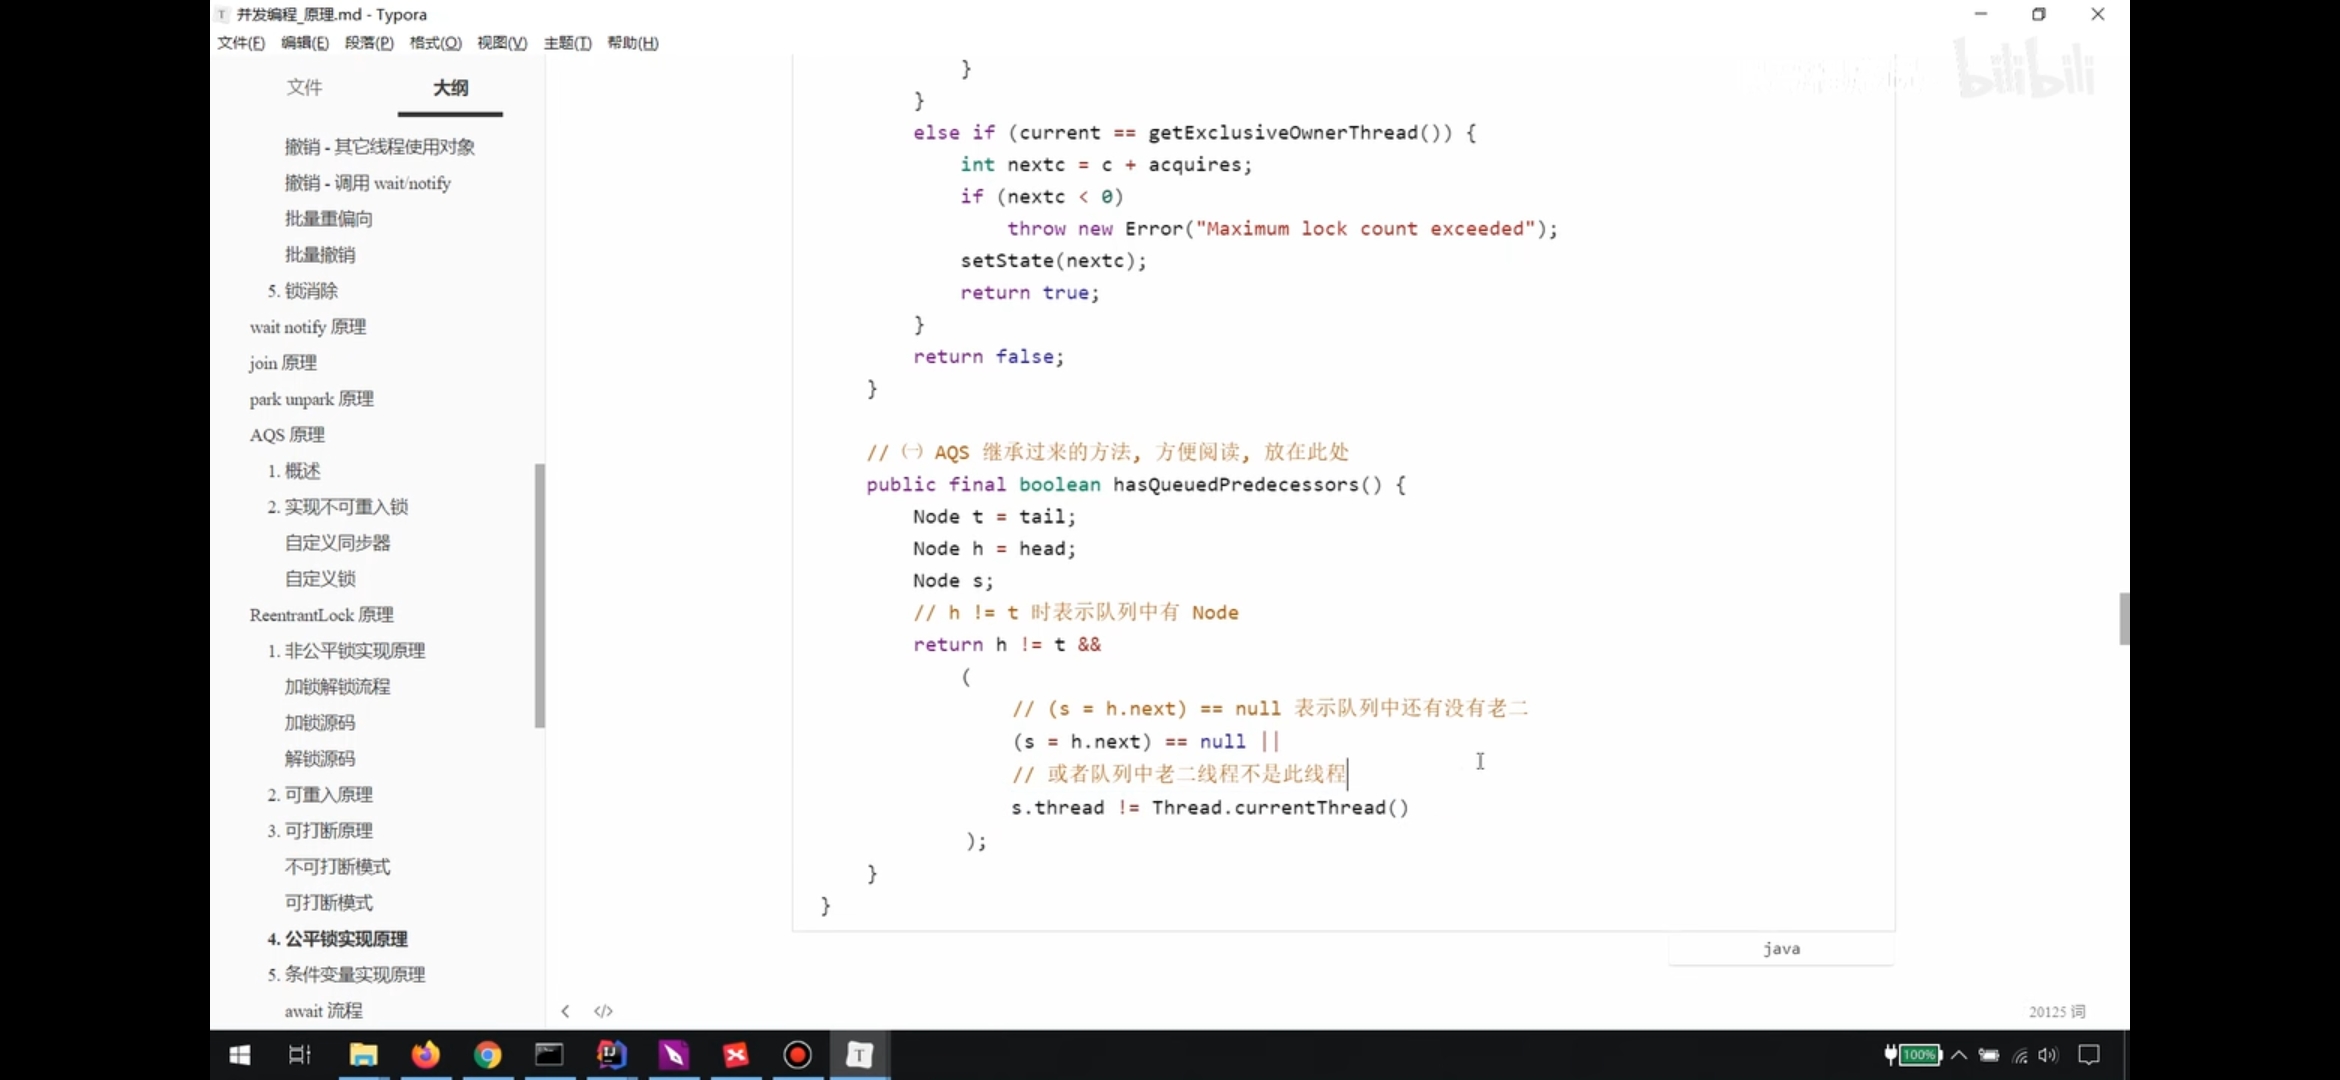 并发编程_原理.md - Typora
文件(F) 编辑(E) 段落(P) 格式(O) 视图(V) 主题(T) 帮助(H)
文件 大纲
撤销 - 其它线程使用对象
撤销 - 调用 wait/notify
批量重偏向
批量撤销
5. 锁消除
wait notify 原理
join 原理
park unpark 原理
AQS 原理
1. 概述
2. 实现不可重入锁
自定义同步器
自定义锁
ReentrantLock 原理
1. 非公平锁实现原理
加锁解锁流程
加锁源码
解锁源码
2. 可重入原理
3. 可打断原理
不可打断模式
可打断模式
4. 公平锁实现原理
5. 条件变量实现原理
await 流程
}
}
else if (current == getExclusiveOwnerThread()) {
int nextc = c + acquires;
if (nextc < 0)
throw new Error("Maximum lock count exceeded");
setState(nextc);
return true;
}
return false;
}
// ㈠ AQS 继承过来的方法, 方便阅读, 放在此处
public final boolean hasQueuedPredecessors() {
Node t = tail;
Node h = head;
Node s;
// h != t 时表示队列中有 Node
return h != t &&
(
// (s = h.next) == null 表示队列中还有没有老二
(s = h.next) == null ||
// 或者队列中老二线程不是此线程
s.thread != Thread.currentThread()
);
}
}
java
20125 词
100%
bilibili